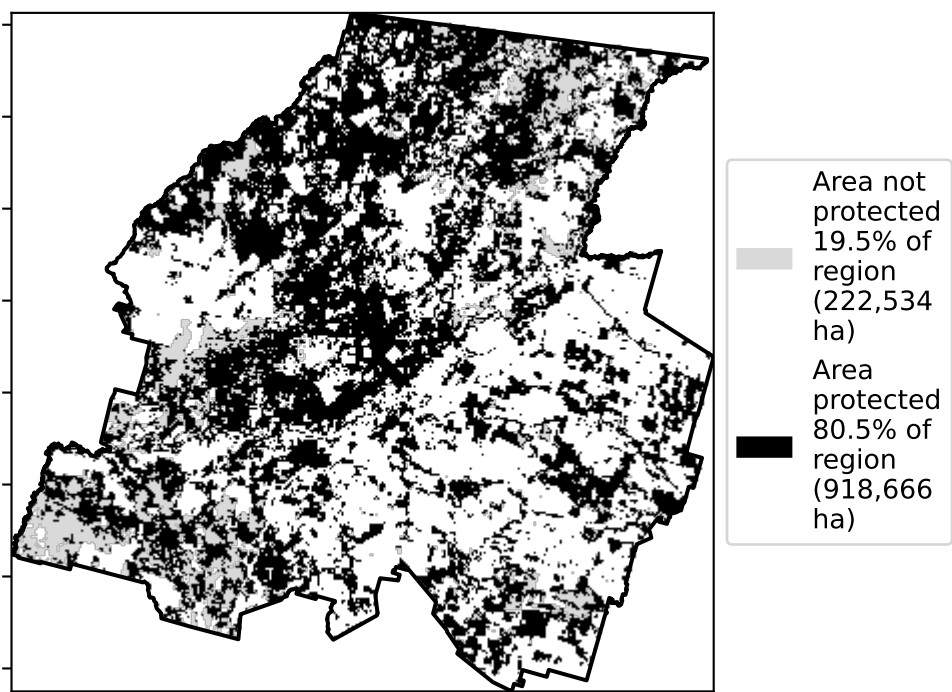 Area not
protected
19.5% of
region
(222,534
ha)
Area
protected
80.5% of
region
(918,666
ha)